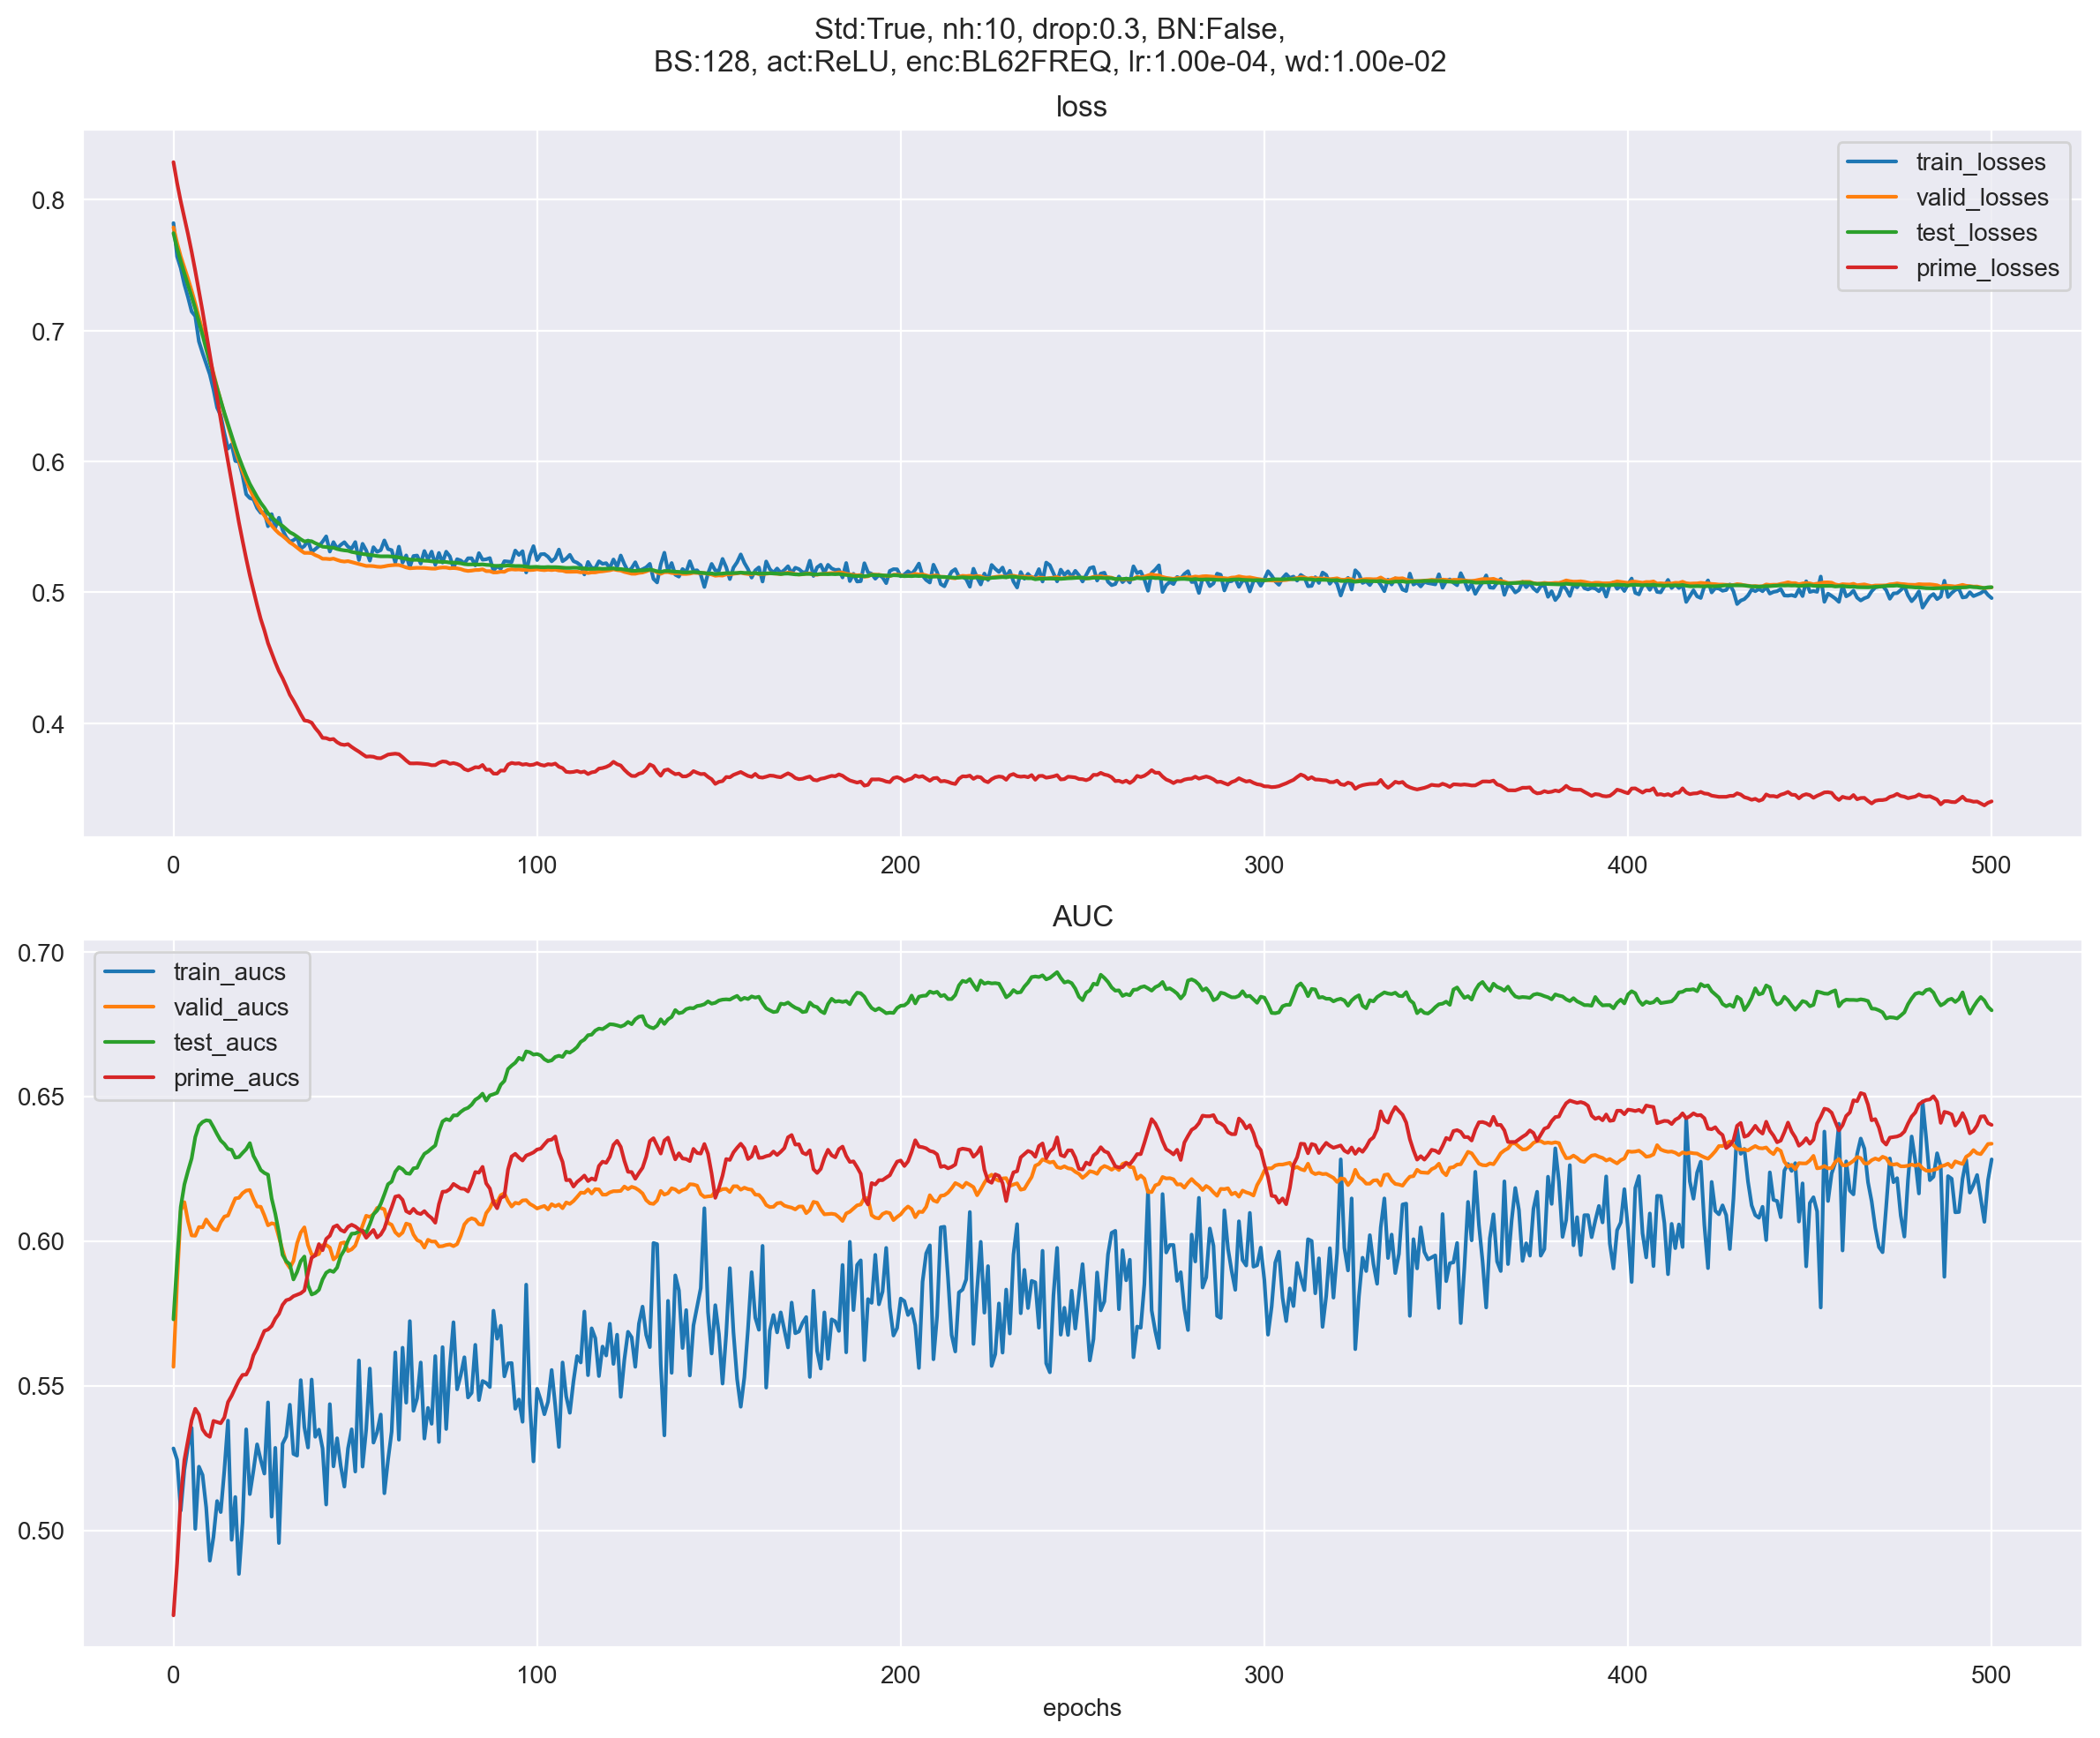 Std:True, nh:10, drop:0.3, BN:False,
BS:128, act:ReLU, enc:BL62FREQ, lr:1.00e-04, wd:1.00e-02
loss
train_losses
valid_losses
test_losses
prime_losses
0.8
0.7
0.6
0.5
0.4
0 100 200 300 400 500
AUC
train_aucs
valid_aucs
test_aucs
prime_aucs
0.70
0.65
0.60
0.55
0.50
0 100 200 300 400 500
epochs